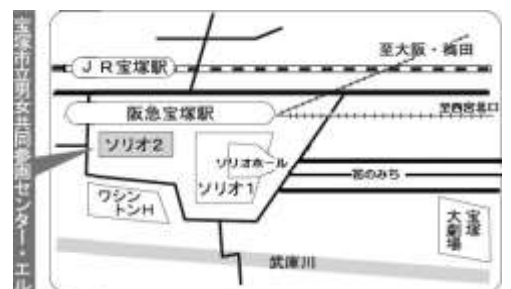 宝塚市立男女共同参画センター・エル
JR宝塚駅
至大阪・梅田
阪急宝塚駅
至西宮北口
ソリオ2
ソリオホール
ソリオ1
花のみち
ワシン
トンH
宝塚
大劇場
武庫川